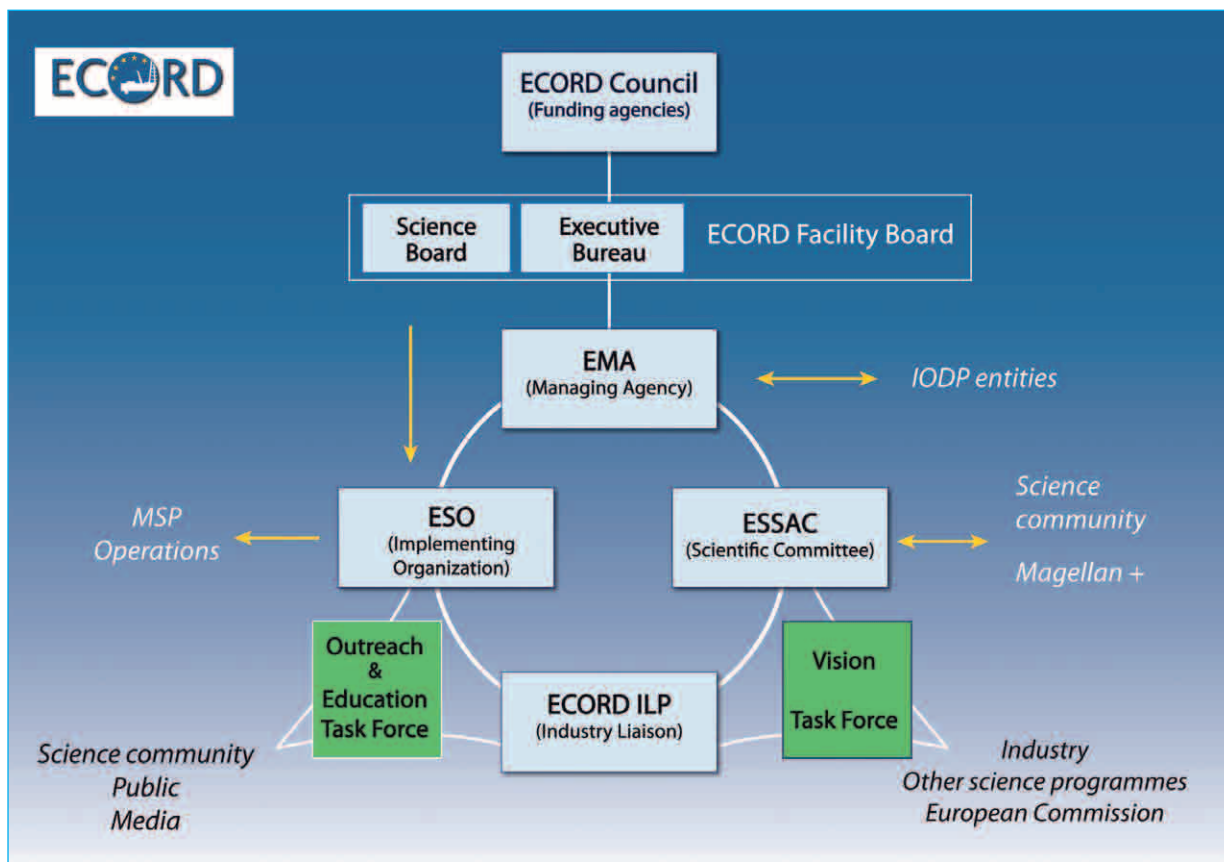 ECORD
ECORD Council
(Funding agencies)
Science
Board
Executive
Bureau
ECORD Facility Board
EMA
(Managing Agency)
IODP entities
MSP
Operations
ESO
(Implementing
Organization)
ESSAC
(Scientific Committee)
Science
community
Magellan +
Outreach
&
Education
Task Force
ECORD ILP
(Industry Liaison)
Vision
Task Force
Science community
Public
Media
Industry
Other science programmes
European Commission